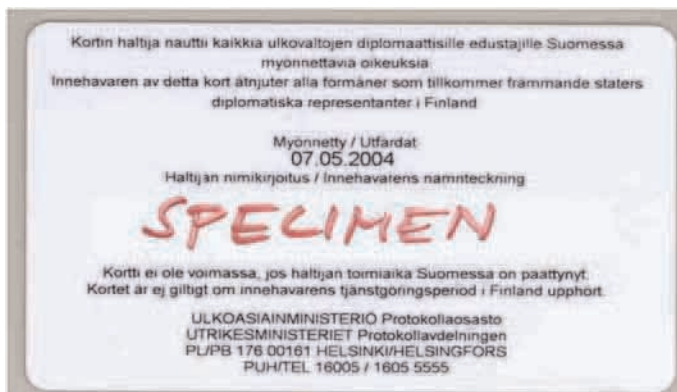 Kortin haltija nauttii kaikkia ulkovaltojen diplomaattisille edustajille Suomessa
myönnettäviä oikeuksia
Innehavaren av detta kort åtnjuter alla förmåner som tillkommer främmande staters
diplomatiska representanter i Finland
Myönnetty / Utfärdat
07.05.2004
Haltijan nimikirjoitus / Innehavarens namnteckning
SPECIMEN
Kortti ei ole voimassa, jos haltijan toimiaika Suomessa on päättynyt.
Kortet är ej giltigt om innehavarens tjänstgöringsperiod i Finland upphört.
ULKOASIAINMINISTERIÖ Protokollaosasto
UTRIKESMINISTERIET Protokollavdelningen
PL/PB 176 00161 HELSINKI/HELSINGFORS
PUH/TEL 16005 / 1605 5555